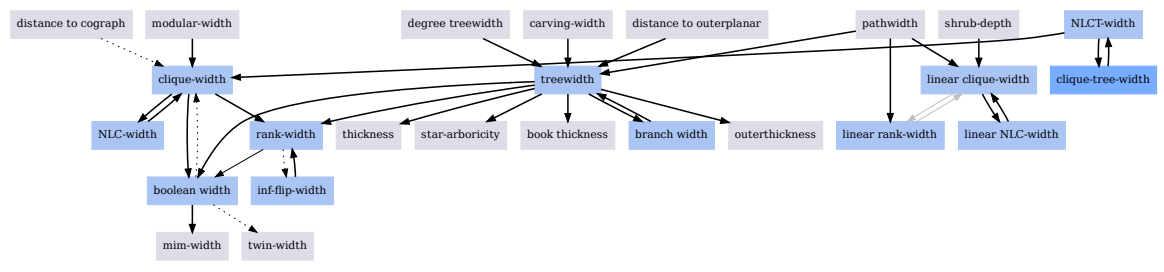 distance to cograph
modular-width
degree treewidth
carving-width
distance to outerplanar
pathwidth
shrub-depth
NLCT-width
clique-width
treewidth
linear clique-width
clique-tree-width
NLC-width
rank-width
thickness
star-arboricity
book thickness
branch width
outerthickness
linear rank-width
linear NLC-width
boolean width
inf-flip-width
mim-width
twin-width